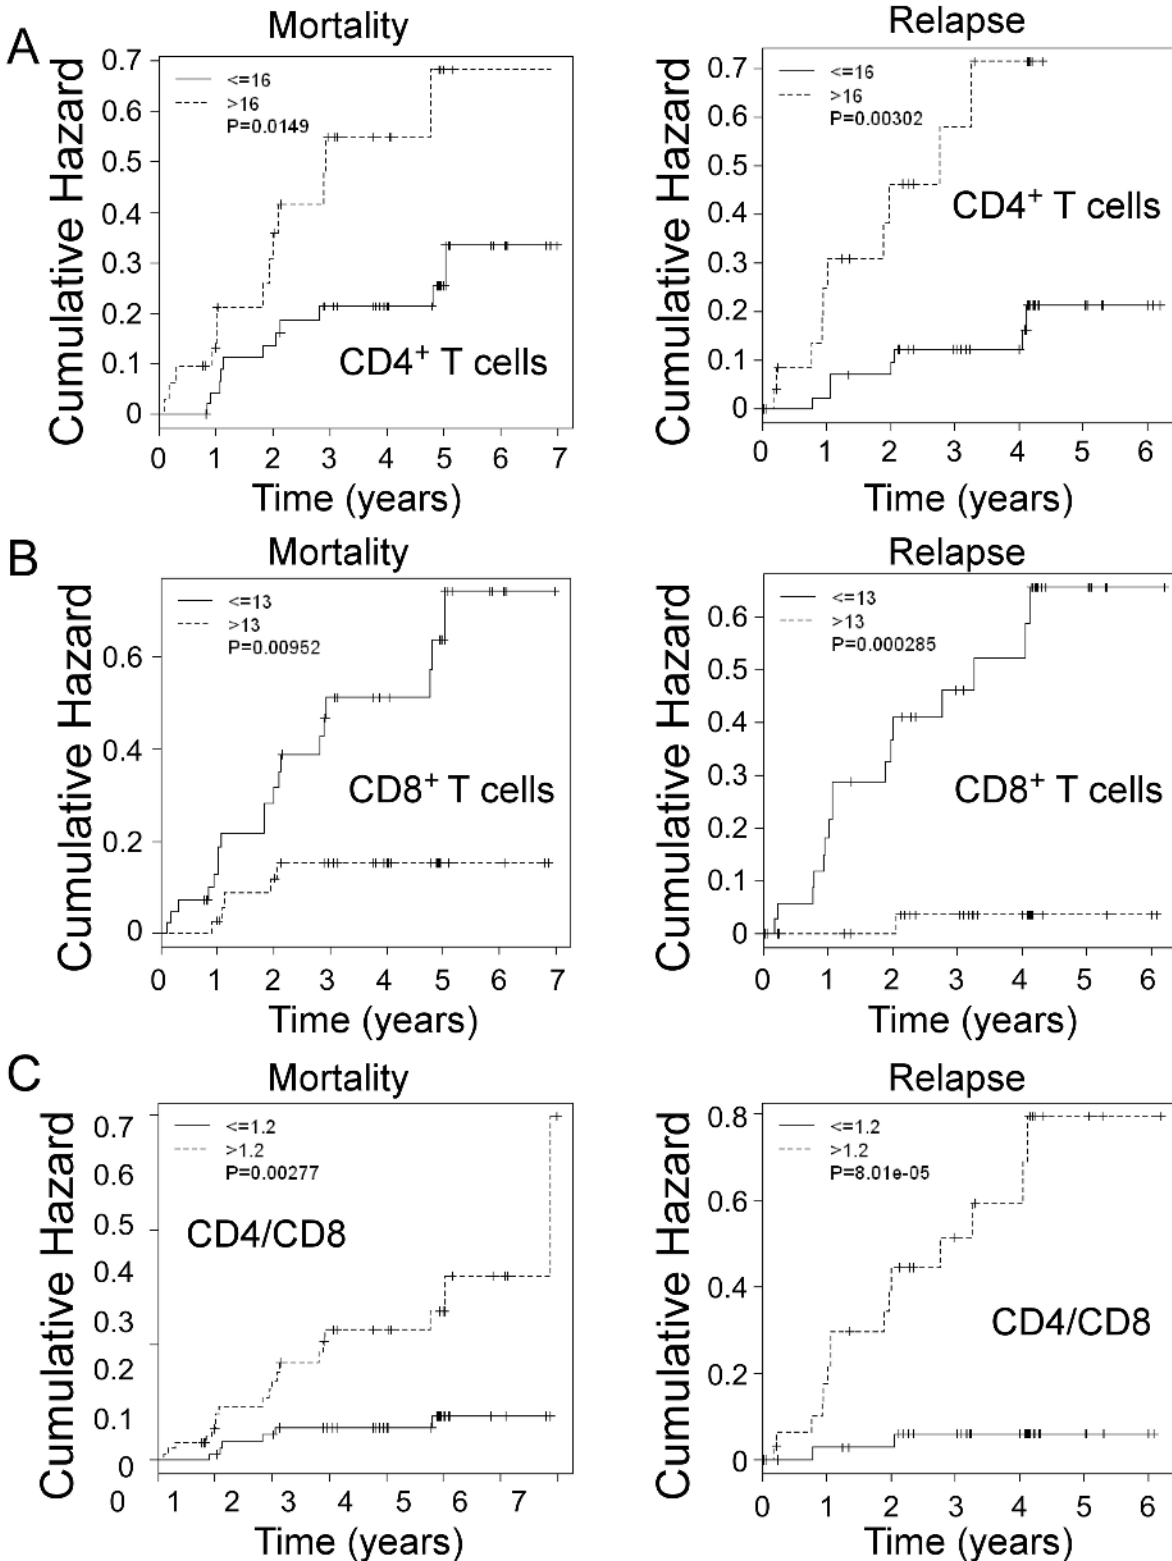 A
Mortality
Cumulative Hazard
0.7
0.6
0.5
0.4
0.3
0.2
0.1
0
<=16
>16
P=0.0149
CD4+ T cells
0 1 2 3 4 5 6 7
Time (years)
Relapse
Cumulative Hazard
0.7
0.6
0.5
0.4
0.3
0.2
0.1
0
<=16
>16
P=0.00302
CD4+ T cells
0 1 2 3 4 5 6
Time (years)
B
Mortality
Cumulative Hazard
0.6
0.4
0.2
0
<=13
>13
P=0.00952
CD8+ T cells
0 1 2 3 4 5 6 7
Time (years)
Relapse
Cumulative Hazard
0.6
0.5
0.4
0.3
0.2
0.1
0
<=13
>13
P=0.000285
CD8+ T cells
0 1 2 3 4 5 6
Time (years)
C
Mortality
Cumulative Hazard
0.7
0.6
0.5
0.4
0.3
0.2
0.1
0
<=1.2
>1.2
P=0.00277
CD4/CD8
0 1 2 3 4 5 6 7
Time (years)
Relapse
Cumulative Hazard
0.8
0.6
0.4
0.2
0
<=1.2
>1.2
P=8.01e-05
CD4/CD8
0 1 2 3 4 5 6
Time (years)